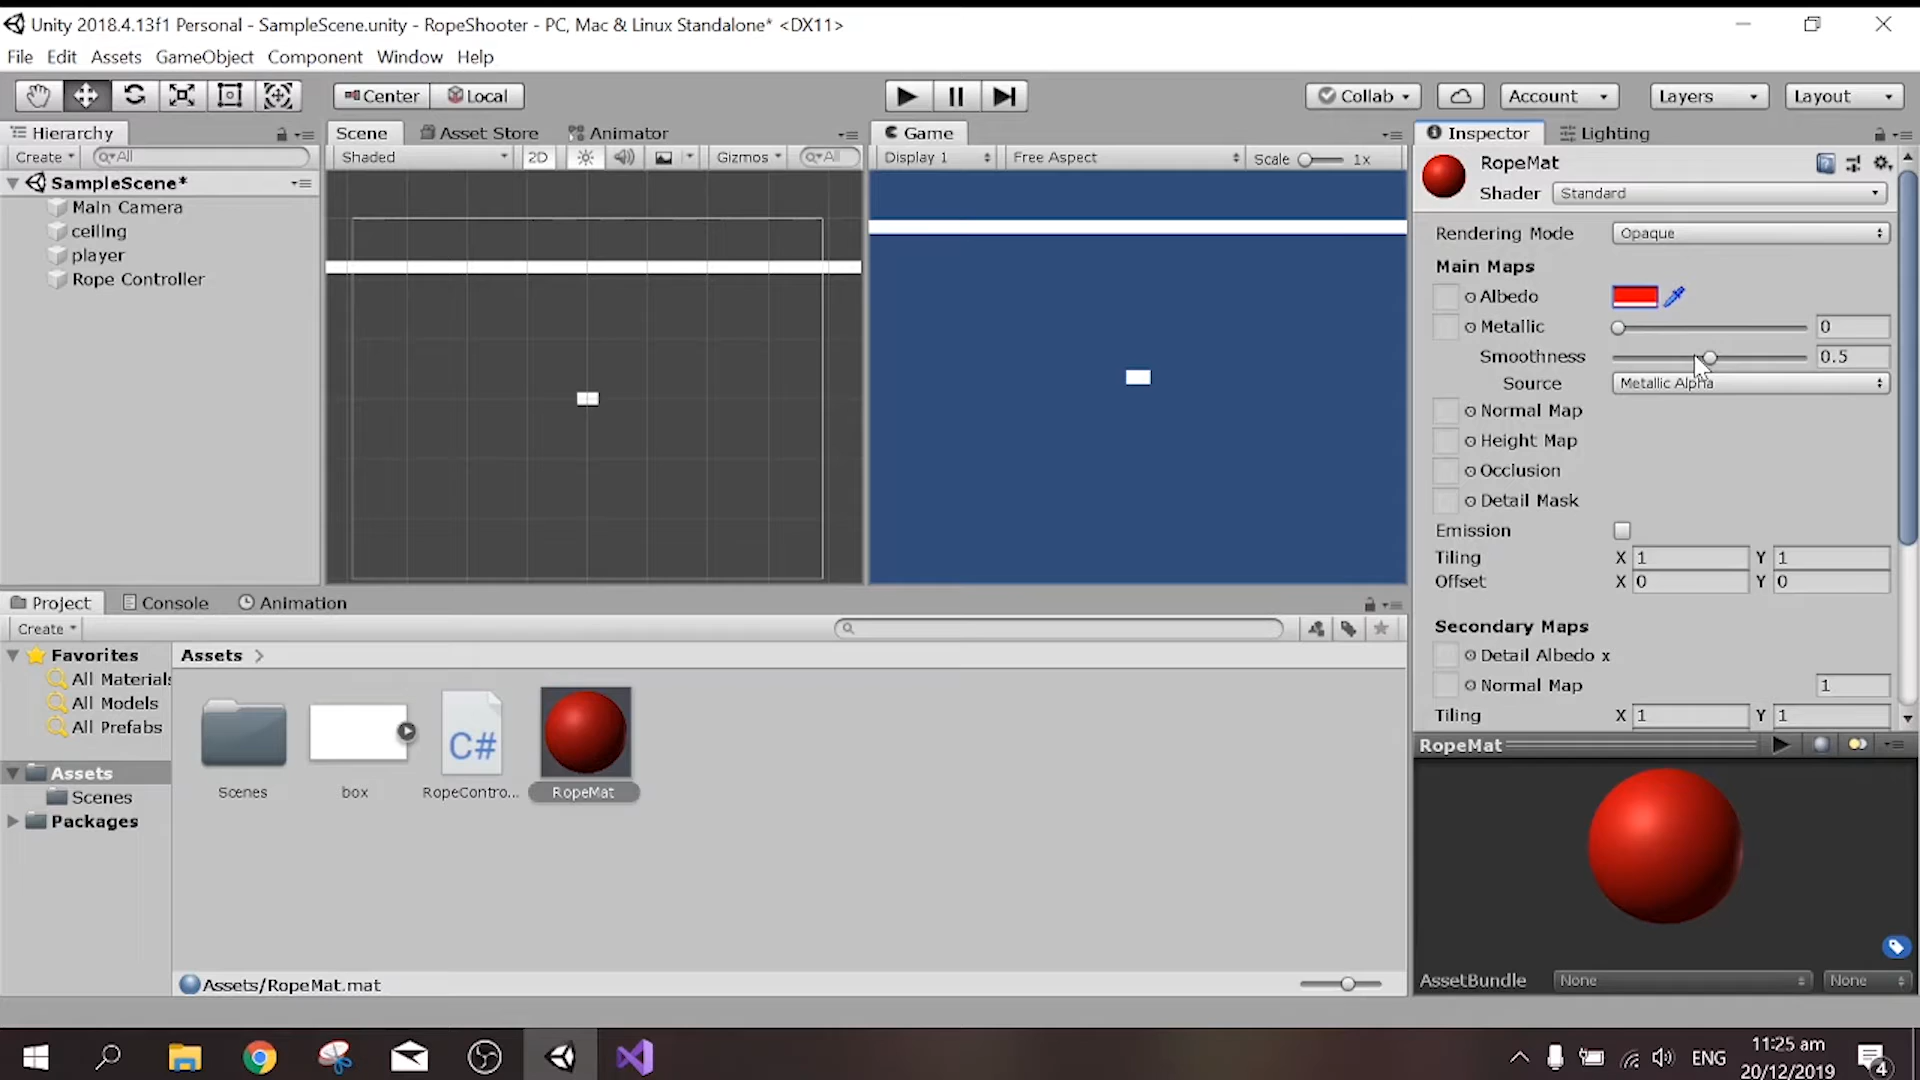 Unity 2018.4.13f1 Personal - SampleScene.unity - RopeShooter - PC, Mac & Linux Standalone* <DX11>
File Edit Assets GameObject Component Window Help
Center Local Collab Account Layers Layout
Hierarchy Scene Asset Store Animator Game Inspector Lighting
Create All Shaded 2D Gizmos All Display 1 Free Aspect Scale 1x
RopeMat
Shader Standard
SampleScene*
Main Camera
ceiling
player
Rope Controller
Rendering Mode Opaque
Main Maps
Albedo
Metallic 0
Smoothness 0.5
Source Metallic Alpha
Normal Map
Height Map
Occlusion
Detail Mask
Emission
Tiling X 1 Y 1
Offset X 0 Y 0
Secondary Maps
Detail Albedo x
Normal Map 1
Tiling X 1 Y 1
RopeMat
AssetBundle None None
Project Console Animation
Create
Favorites
All Materials
All Models
All Prefabs
Assets
Scenes
Packages
Assets >
C#
Scenes box RopeContro... RopeMat
Assets/RopeMat.mat
ENG 11:25 am
20/12/2019
4